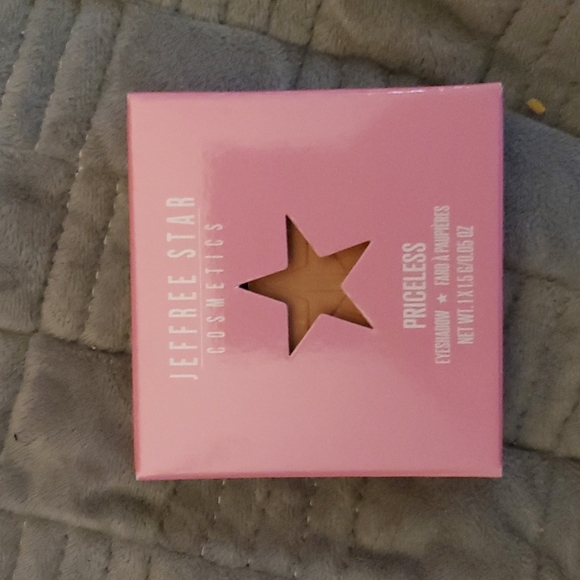 JEFFREE STAR
COSMETICS
PRICELESS
EYESHADOW ★ FARD À PAUPIÈRES
NET WT. 1 X 1.5 G/0.05 OZ